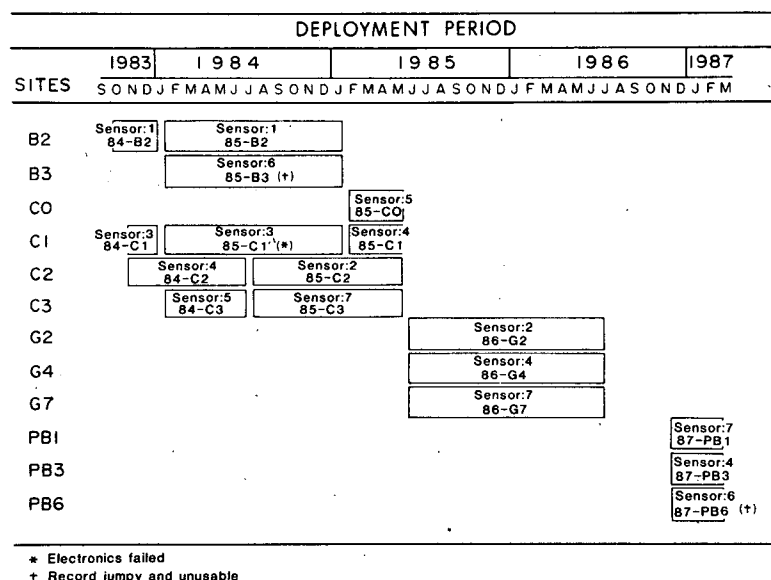 DEPLOYMENT PERIOD
1983 1984 1985 1986 1987
SITES S O N D J F M A M J J A S O N D J F M A M J J A S O N D J F M A M J J A S O N D J F M
B2 Sensor:1 Sensor:1
84-B2 85-B2
B3 Sensor:6
85-B3 (†)
CO Sensor:5
85-CO
C1 Sensor:3 Sensor:3 Sensor:4
84-C1 85-C1 (*) 85-C1
C2 Sensor:4 Sensor:2
84-C2 85-C2
C3 Sensor:5 Sensor:7
84-C3 85-C3
G2 Sensor:2
86-G2
G4 Sensor:4
86-G4
G7 Sensor:7
86-G7
PB1 Sensor:7
87-PB1
PB3 Sensor:4
87-PB3
PB6 Sensor:6
87-PB6 (†)
* Electronics failed
† Record jumpy and unusable